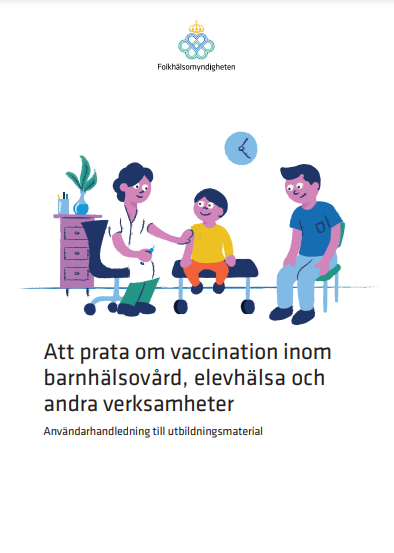 Folkhälsomyndigheten
Att prata om vaccination inom
barnhälsovård, elevhälsa och
andra verksamheter
Användarhandledning till utbildningsmaterial